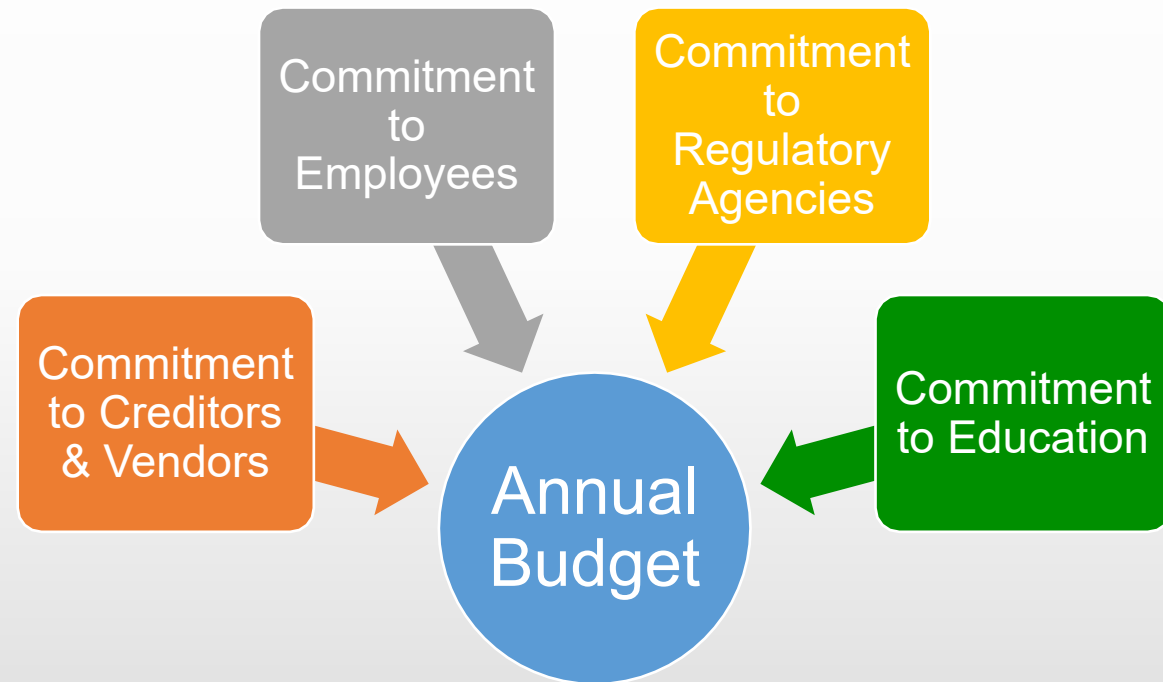 Commitment
to
Employees
Commitment
to
Regulatory
Agencies
Commitment
to Creditors
& Vendors
Commitment
to Education
Annual
Budget